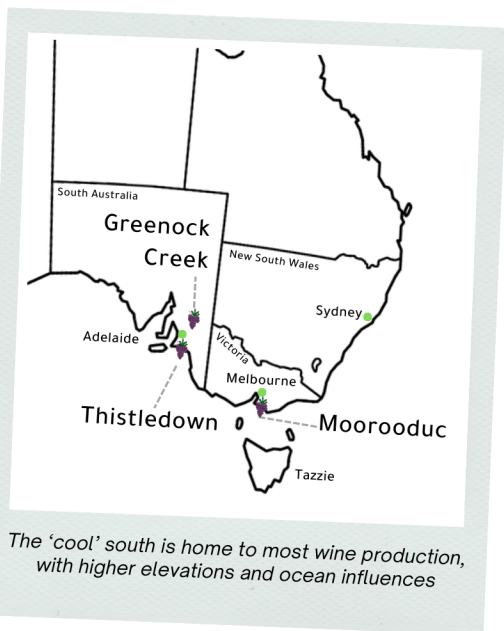 South Australia
Greenock
Creek
New South Wales
Sydney
Adelaide
Victoria
Melbourne
Thistledown
Moorooduc
Tazzie
The ‘cool’ south is home to most wine production,
with higher elevations and ocean influences